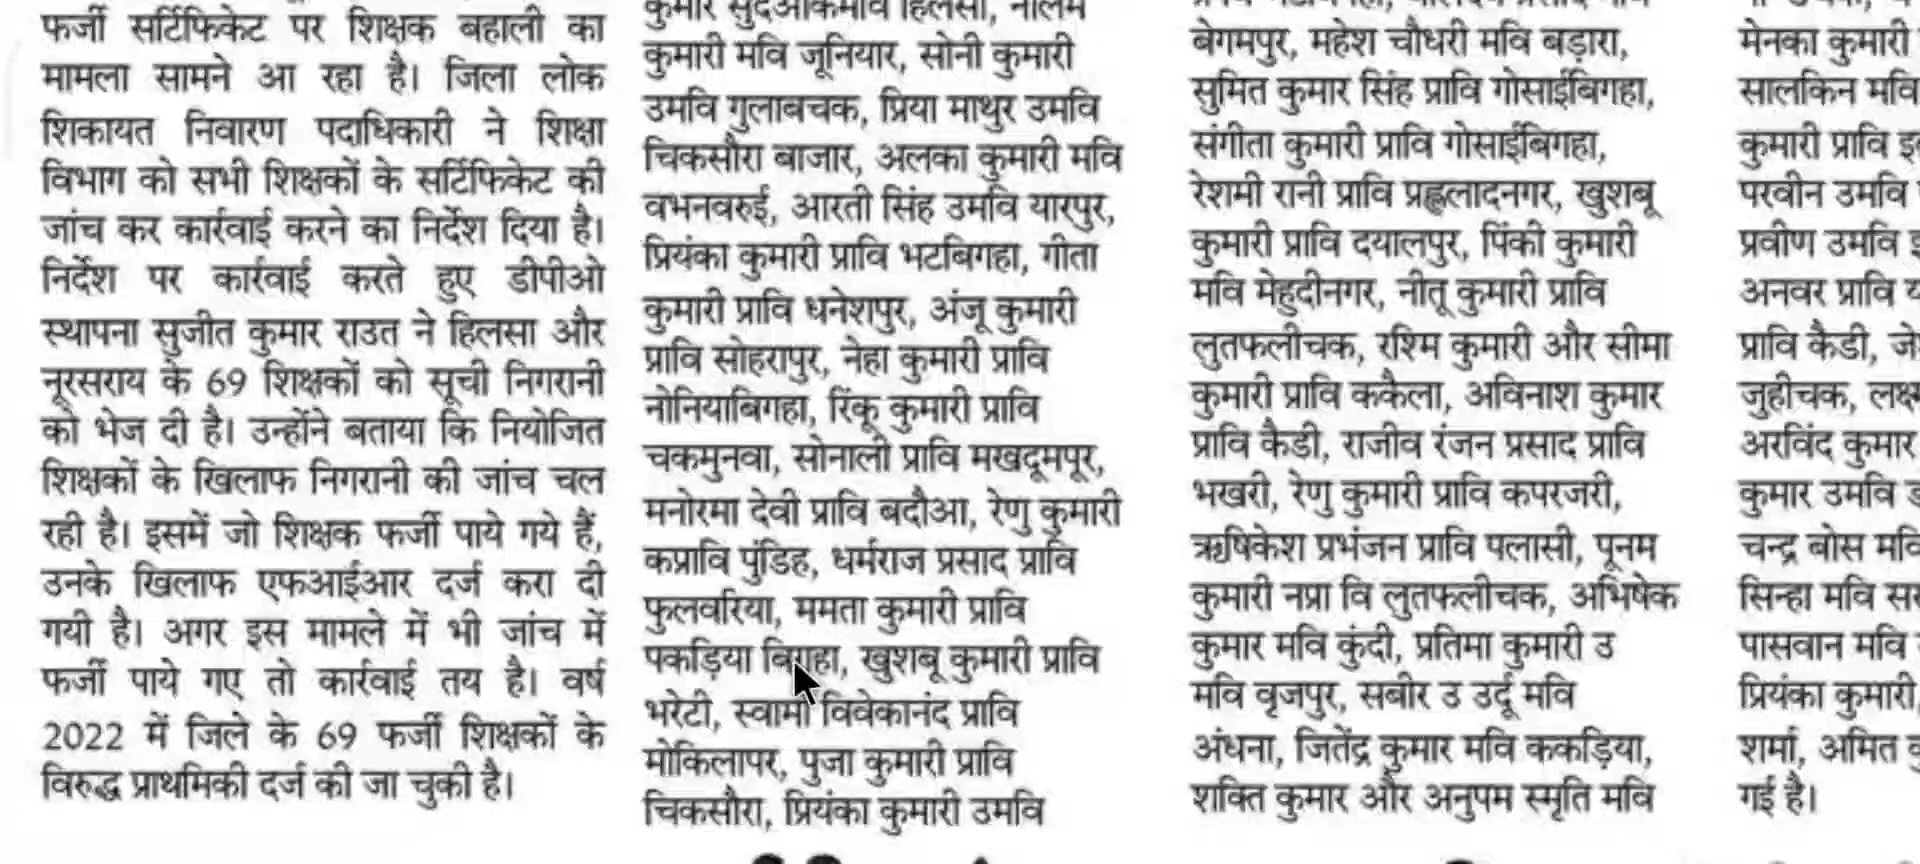 फर्जी सर्टिफिकेट पर शिक्षक बहाली का
मामला सामने आ रहा है। जिला लोक
शिकायत निवारण पदाधिकारी ने शिक्षा
विभाग को सभी शिक्षकों के सर्टिफिकेट की
जांच कर कार्रवाई करने का निर्देश दिया है।
निर्देश पर कार्रवाई करते हुए डीपीओ
स्थापना सुजीत कुमार राउत ने हिलसा और
नूरसराय के 69 शिक्षकों को सूची निगरानी
को भेज दी है। उन्होंने बताया कि नियोजित
शिक्षकों के खिलाफ निगरानी की जांच चल
रही है। इसमें जो शिक्षक फर्जी पाये गये हैं,
उनके खिलाफ एफआईआर दर्ज करा दी
गयी है। अगर इस मामले में भी जांच में
फर्जी पाये गए तो कार्रवाई तय है। वर्ष
2022 में जिले के 69 फर्जी शिक्षकों के
विरुद्ध प्राथमिकी दर्ज की जा चुकी है।
कुमारी मवि जूनियार, सोनी कुमारी
उमवि गुलाबचक, प्रिया माथुर उमवि
चिकसौरा बाजार, अलका कुमारी मवि
वभनवरुई, आरती सिंह उमवि यारपुर,
प्रियंका कुमारी प्रावि भटबिगहा, गीता
कुमारी प्रावि धनेशपुर, अंजू कुमारी
प्रावि सोहरापुर, नेहा कुमारी प्रावि
नोनियाबिगहा, रिंकू कुमारी प्रावि
चकमुनवा, सोनाली प्रावि मखदूमपूर,
मनोरमा देवी प्रावि बदौआ, रेणु कुमारी
कप्रावि पुंडिह, धर्मराज प्रसाद प्रावि
फुलवरिया, ममता कुमारी प्रावि
पकड़िया बिगहा, खुशबू कुमारी प्रावि
भरेटी, स्वामी विवेकानंद प्रावि
मोकिलापर, पुजा कुमारी प्रावि
चिकसौरा, प्रियंका कुमारी उमवि
बेगमपुर, महेश चौधरी मवि बड़ारा,
सुमित कुमार सिंह प्रावि गोसाईंबिगहा,
संगीता कुमारी प्रावि गोसाईंबिगहा,
रेशमी रानी प्रावि प्रह्लादनगर, खुशबू
कुमारी प्रावि दयालपुर, पिंकी कुमारी
मवि मेहुदीनगर, नीतू कुमारी प्रावि
लुतफलीचक, रश्मि कुमारी और सीमा
कुमारी प्रावि ककैला, अविनाश कुमार
प्रावि कैडी, राजीव रंजन प्रसाद प्रावि
भखरी, रेणु कुमारी प्रावि कपरजरी,
ऋषिकेश प्रभंजन प्रावि पलासी, पूनम
कुमारी नप्रा वि लुतफलीचक, अभिषेक
कुमार मवि कुंदी, प्रतिमा कुमारी उ
मवि वृजपुर, सबीर उ उर्दू मवि
अंधना, जितेंद्र कुमार मवि ककड़िया,
शक्ति कुमार और अनुपम स्मृति मवि
मेनका कुमारी
सालकिन मवि
कुमारी प्रावि
परवीन उमवि
प्रवीण उमवि
अनवर प्रावि
प्रावि कैडी,
जुहीचक,
अरविंद कुमार
कुमार उमवि
चन्द्र बोस मवि
सिन्हा मवि
पासवान मवि
प्रियंका कुमारी,
शर्मा, अमित
गई है।